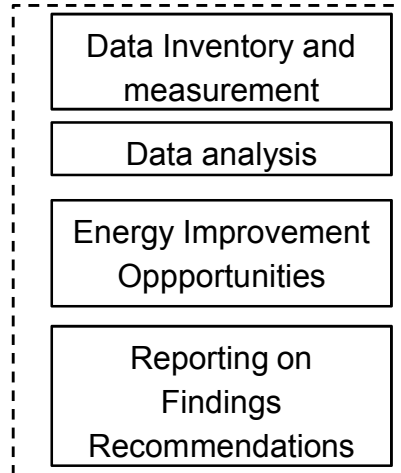 Data Inventory and
measurement
Data analysis
Energy Improvement
Oppportunities
Reporting on
Findings
Recommendations